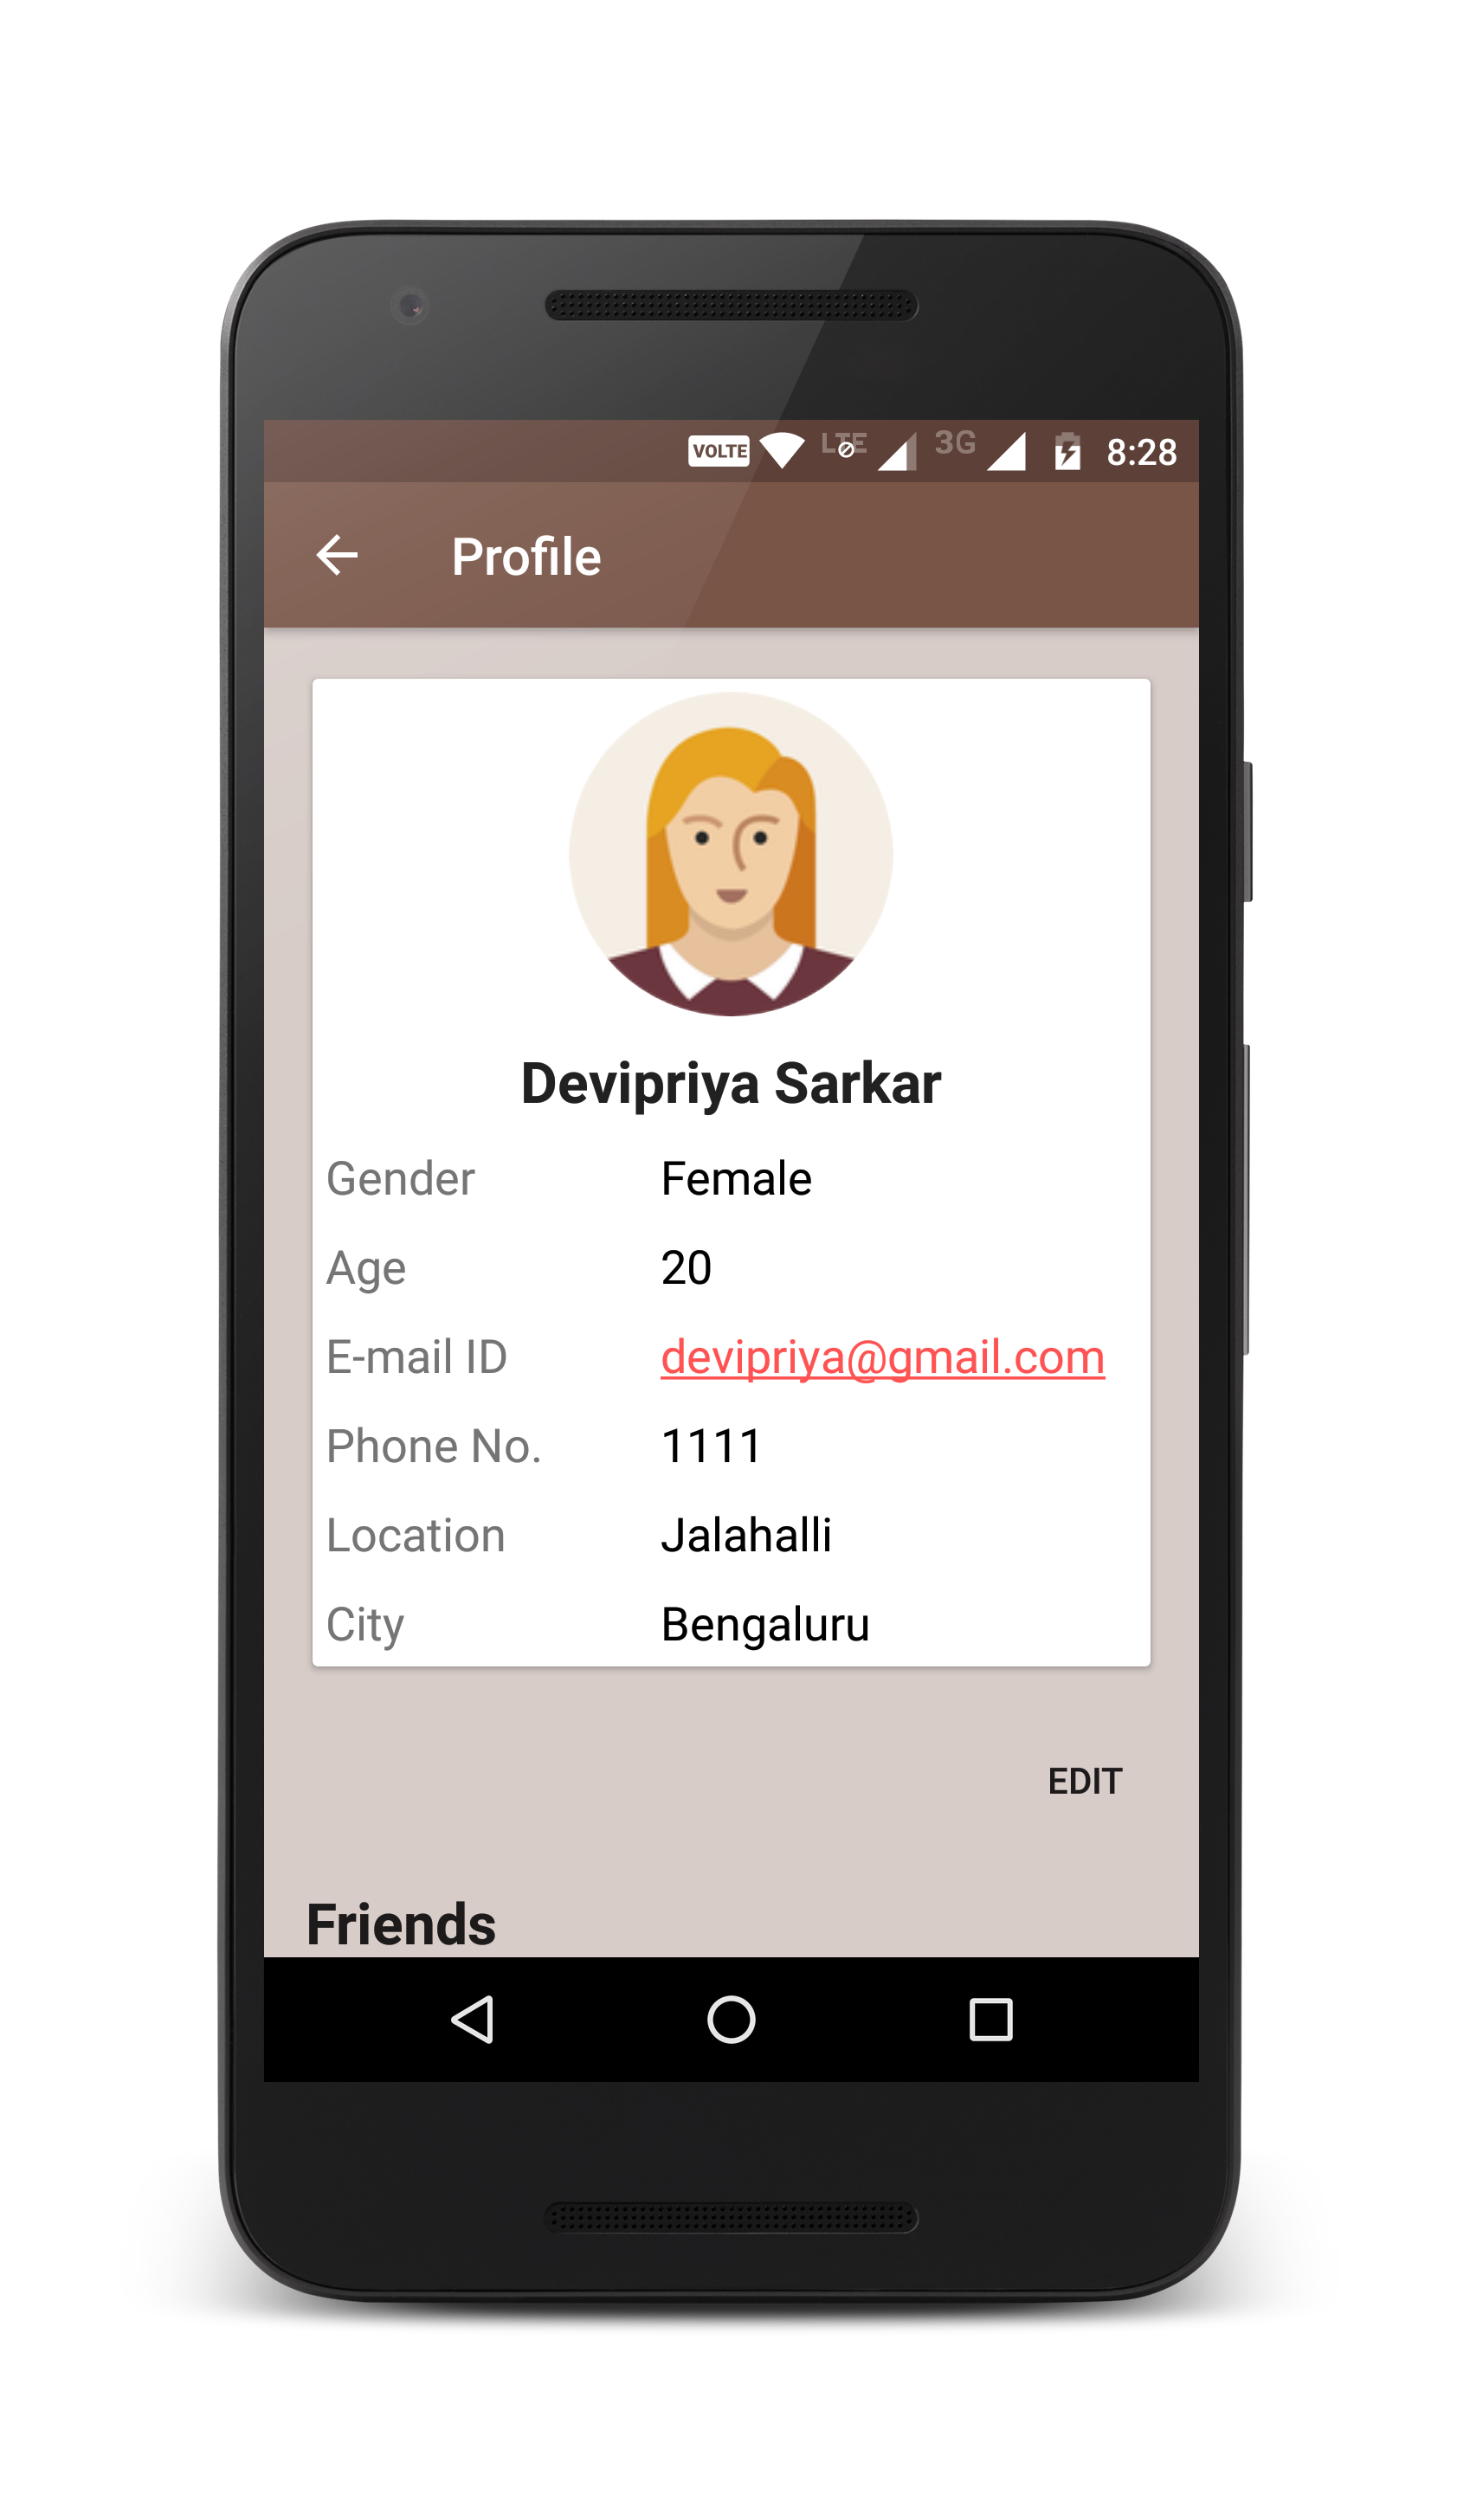 VOLTE LTE 3G 8:28
Profile
Devipriya Sarkar
Gender Female
Age 20
E-mail ID devipriya@gmail.com
Phone No. 1111
Location Jalahalli
City Bengaluru
EDIT
Friends